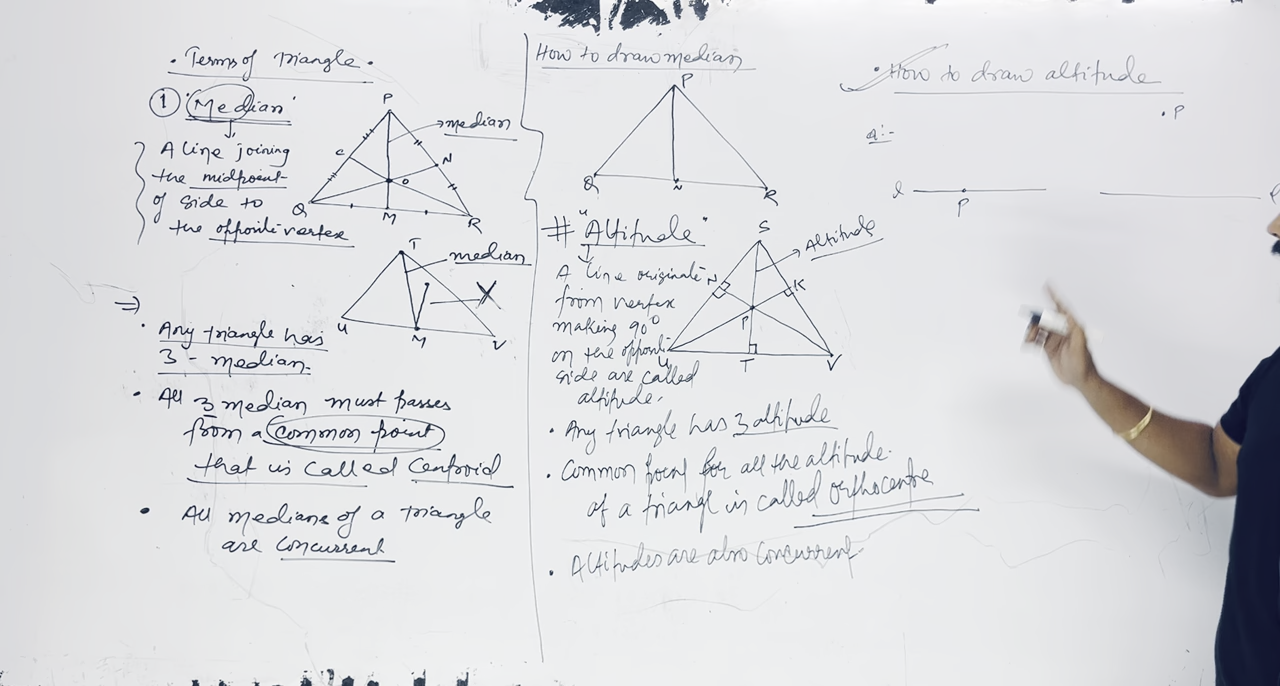 • Terms of Triangle •
① "Median"
A line joining
the midpoint
of side to
the oppoiti vertex
P
median
C
N
O
Q
M
R
T
median
U
M
V
X
⇒
• Any triangle has
3 - median.
• All 3 median must passes
from a common point
that is called Centroid
• All medians of a triangle
are concurrent
How to draw median
P
Q
N
R
# "Altitude"
A line originate
from vertex
making 90°
on the oppoiti
side are called
altitude.
S
Altitude
N
K
P
U
T
V
• Any triangle has 3 altitude
• Common point for all the altitude.
of a triangl is called orthocentre
• Altitudes are also concurrent.
• How to draw altitude
• P
a:-
l
P